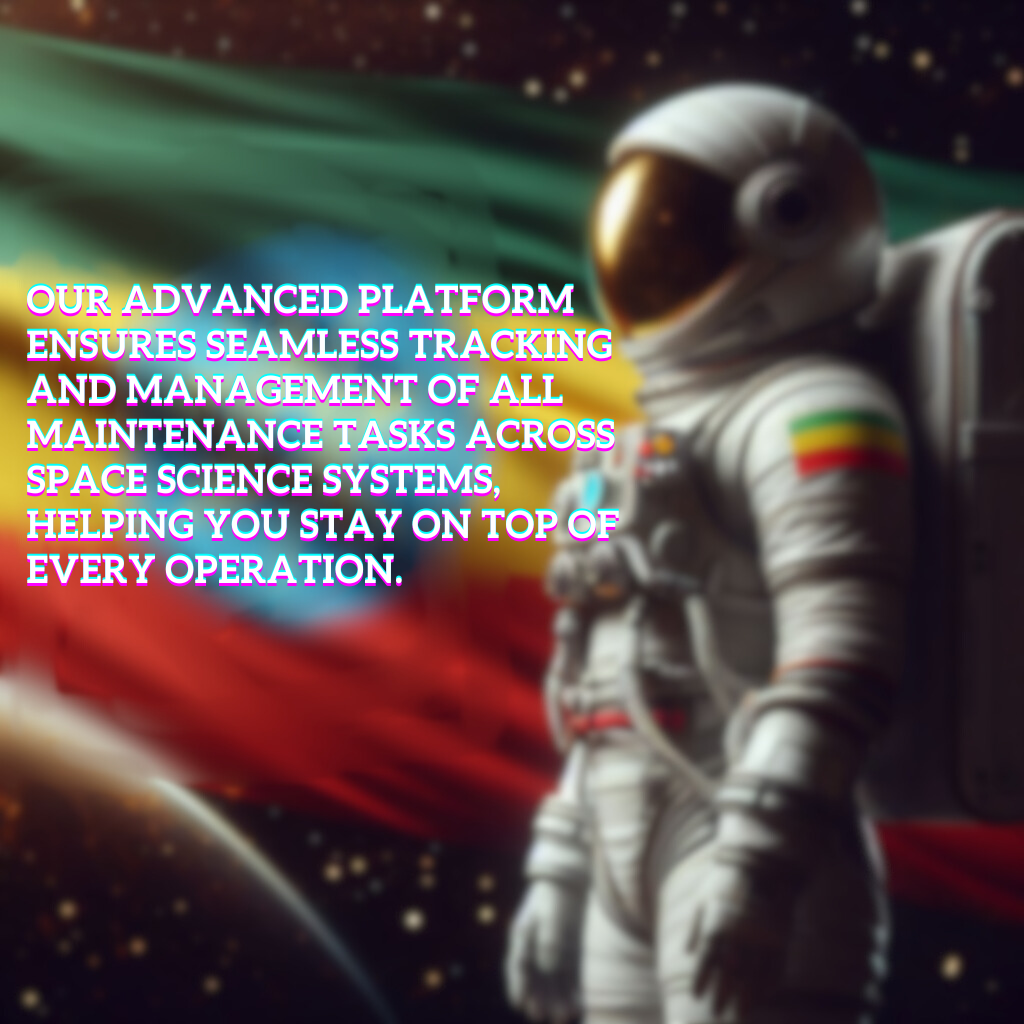 OUR ADVANCED PLATFORM
ENSURES SEAMLESS TRACKING
AND MANAGEMENT OF ALL
MAINTENANCE TASKS ACROSS
SPACE SCIENCE SYSTEMS,
HELPING YOU STAY ON TOP OF
EVERY OPERATION.